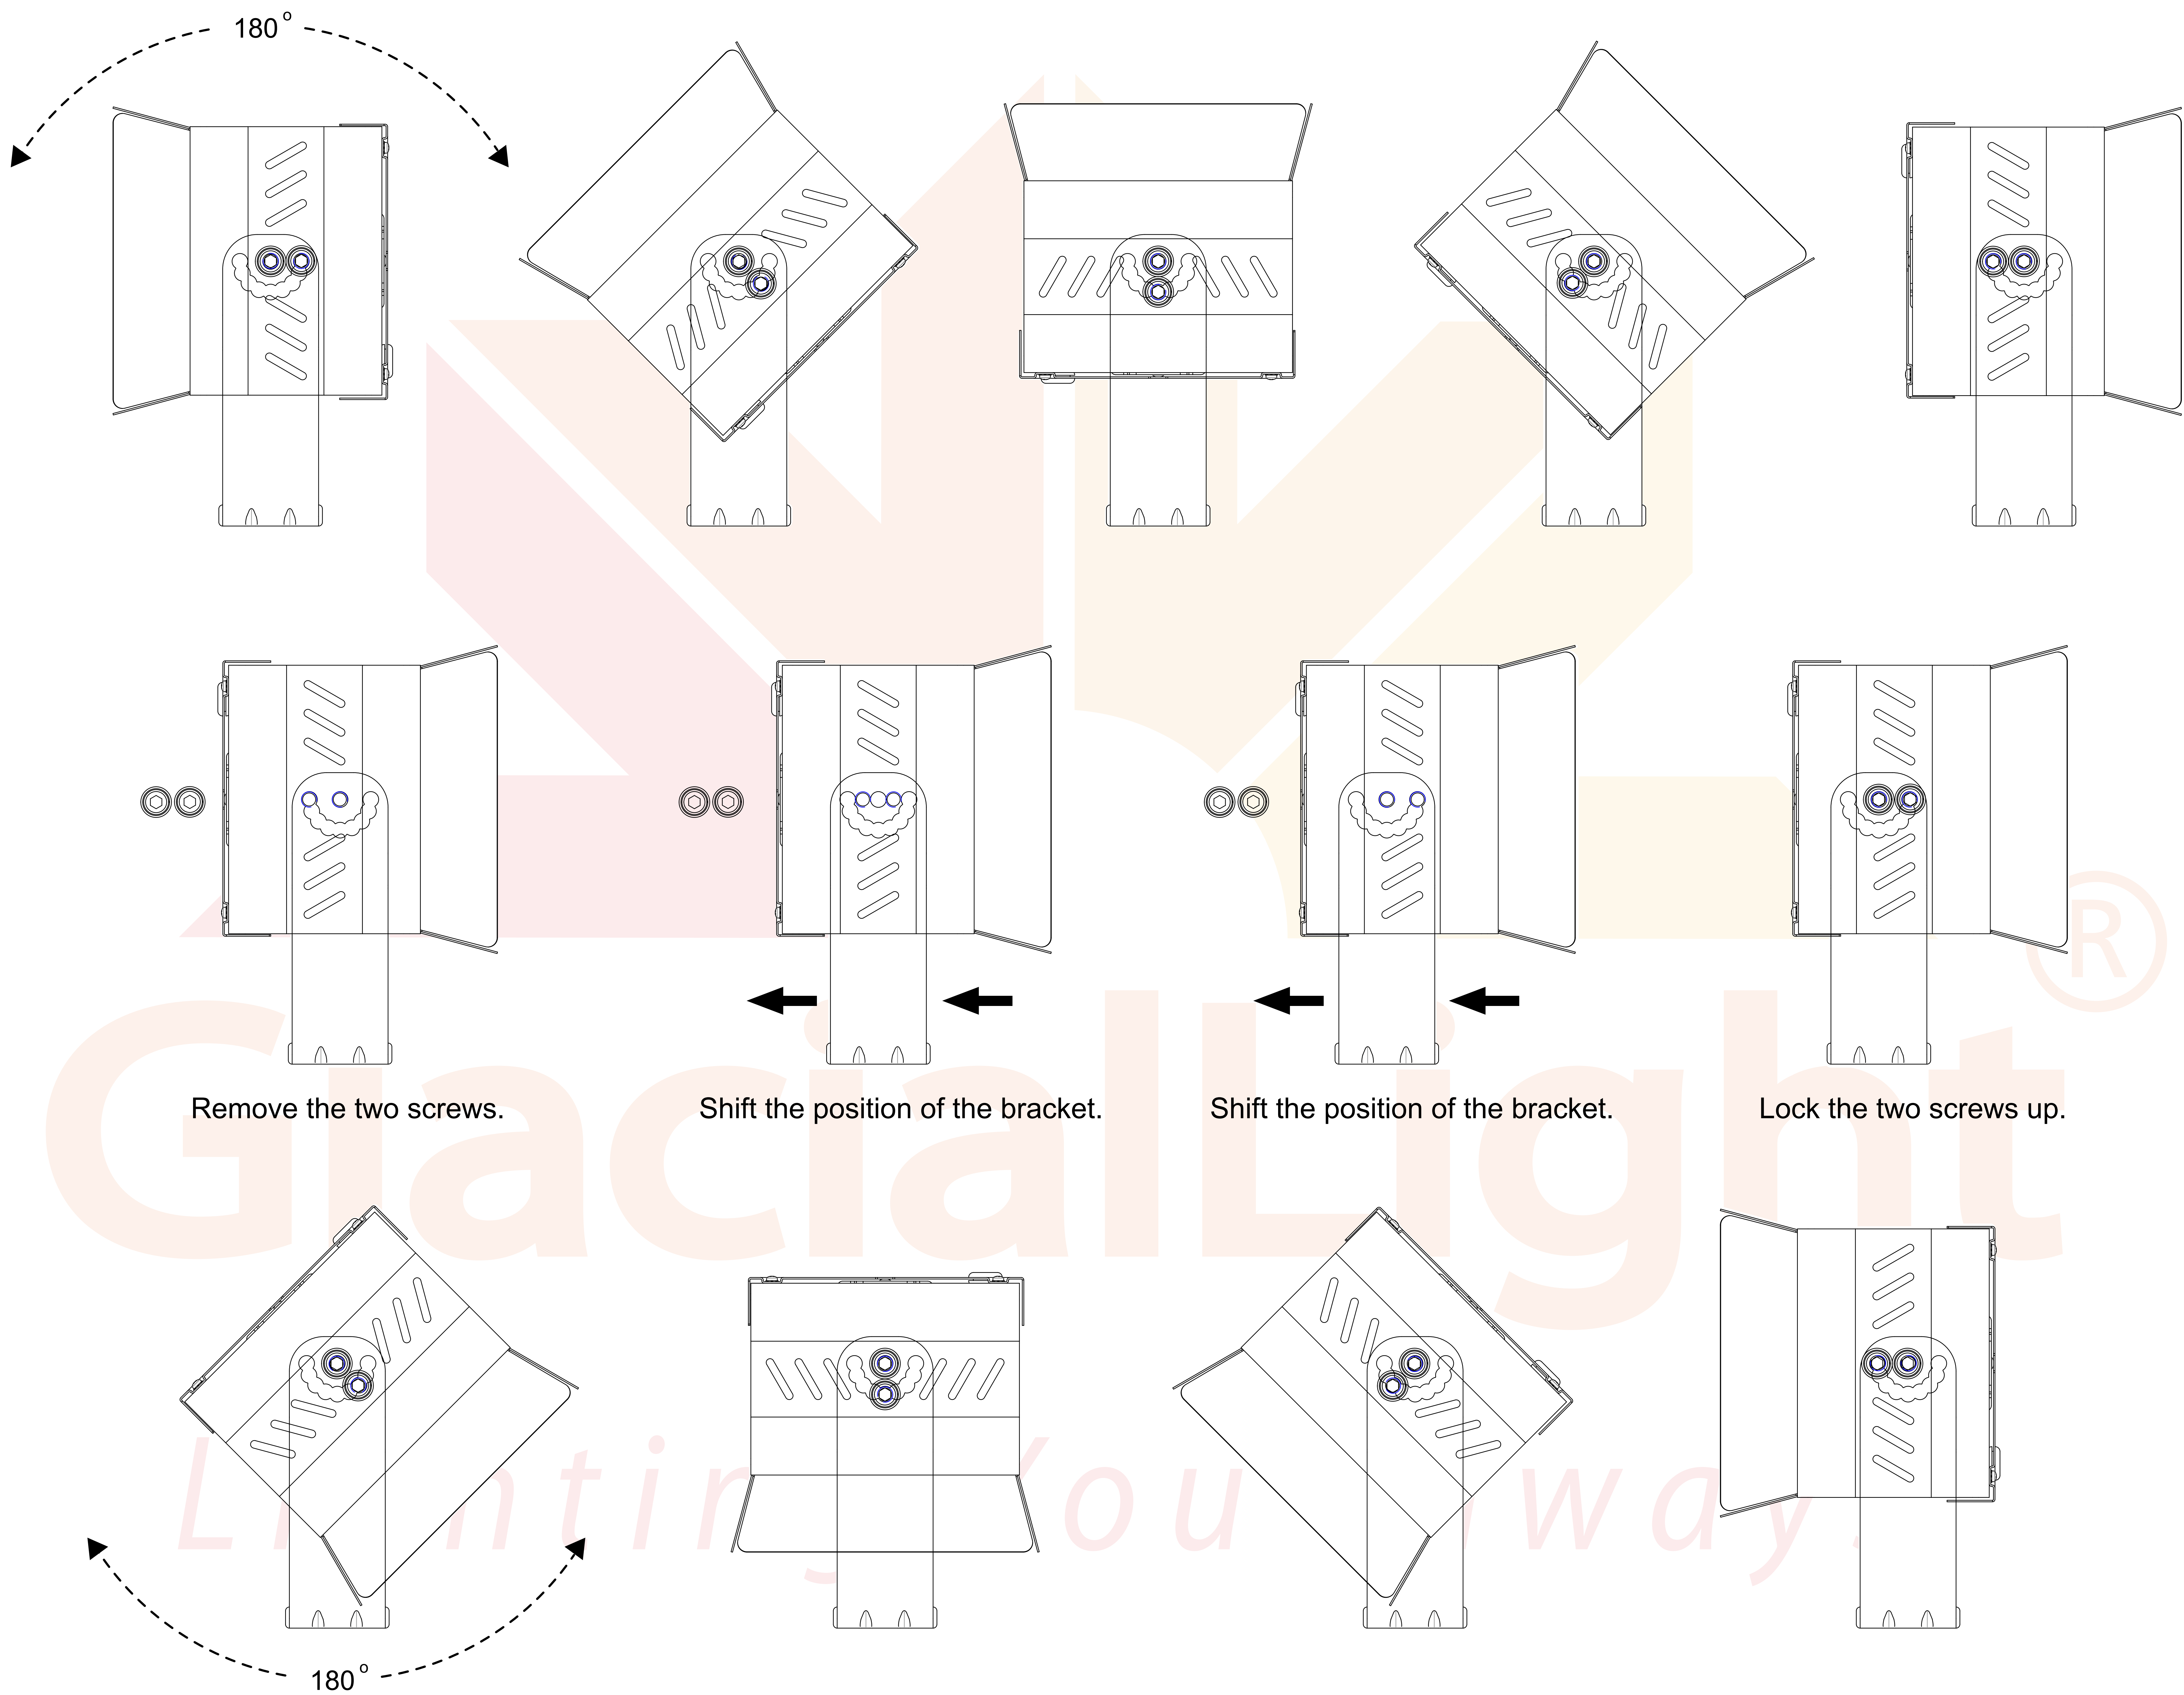 180°
Remove the two screws.
Shift the position of the bracket.
Shift the position of the bracket.
Lock the two screws up.
GlacialLight®
180°